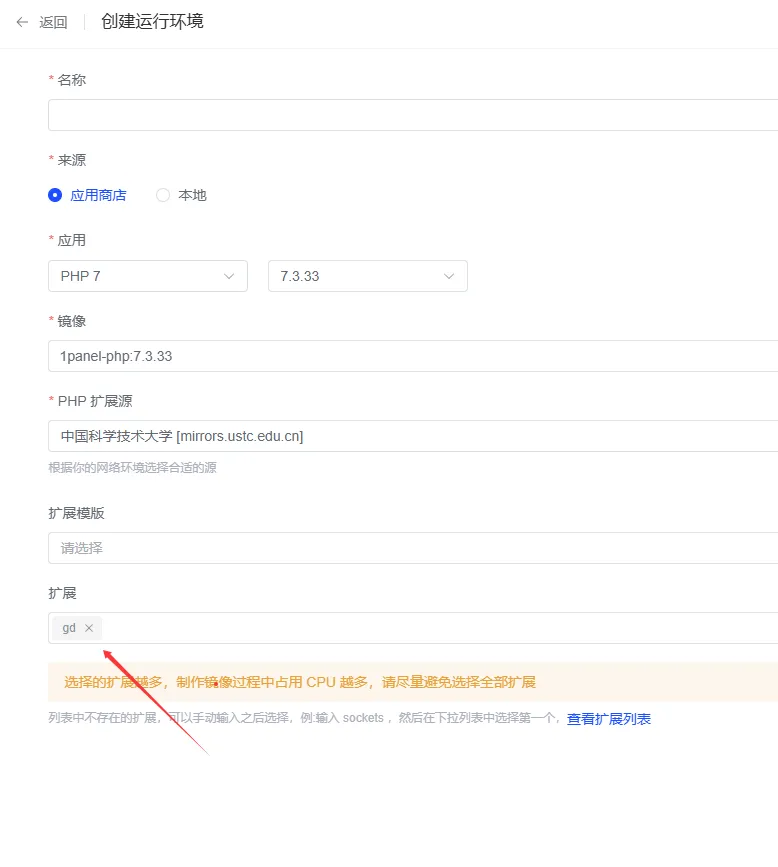 返回 创建运行环境
* 名称
* 来源
应用商店 本地
* 应用
PHP 7 7.3.33
* 镜像
1panel-php:7.3.33
* PHP 扩展源
中国科学技术大学 [mirrors.ustc.edu.cn]
根据你的网络环境选择合适的源
扩展模版
请选择
扩展
gd
选择的扩展越多，制作镜像过程中占用 CPU 越多，请尽量避免选择全部扩展
列表中不存在的扩展，可以手动输入之后选择，例:输入 sockets ，然后在下拉列表中选择第一个，查看扩展列表